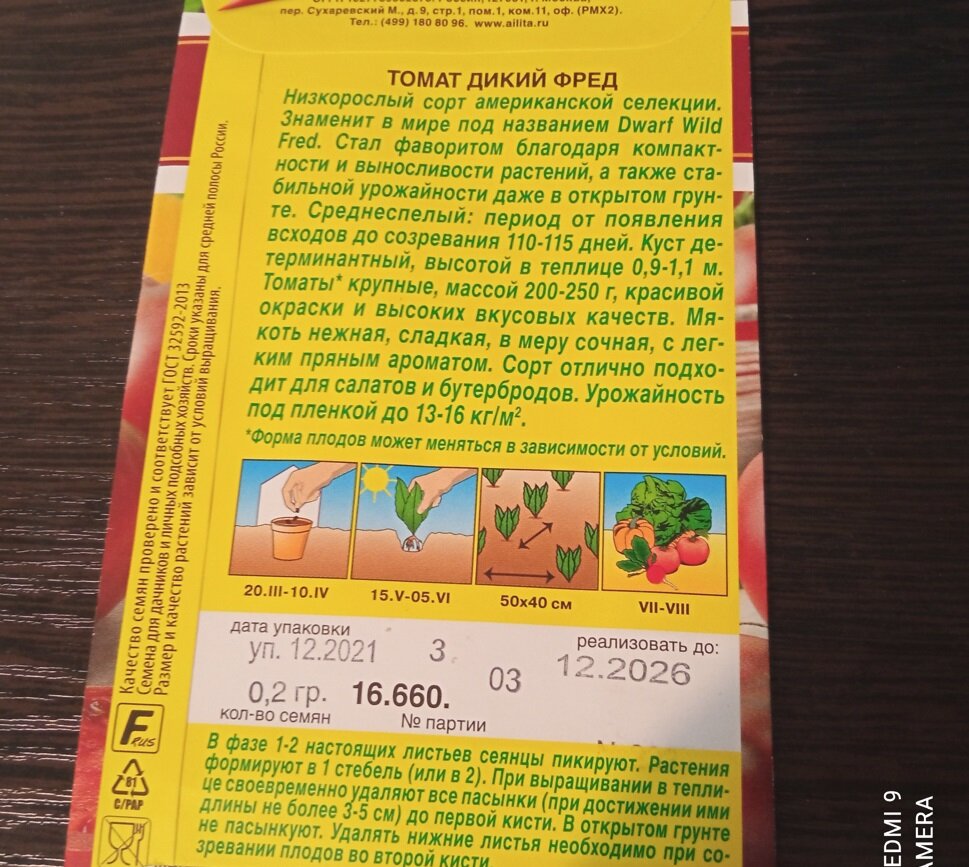 пер. Сухаревский М., д.9, стр.1, пом.1, ком.11, оф. (РМХ2).
Тел.: (499) 180 80 96. www.ailita.ru
ТОМАТ ДИКИЙ ФРЕД
Низкорослый сорт американской селекции.
Знаменит в мире под названием Dwarf Wild
Fred. Стал фаворитом благодаря компакт-
ности и выносливости растений, а также ста-
бильной урожайности даже в открытом грун-
те. Среднеспелый: период от появления
всходов до созревания 110-115 дней. Куст де-
терминантный, высотой в теплице 0,9-1,1 м.
Томаты* крупные, массой 200-250 г, красивой
окраски и высоких вкусовых качеств. Мя-
коть нежная, сладкая, в меру сочная, с лег-
ким пряным ароматом. Сорт отлично подхо-
дит для салатов и бутербродов. Урожайность
под пленкой до 13-16 кг/м².
*Форма плодов может меняться в зависимости от условий.
20.III-10.IV
15.V-05.VI
50х40 см
VII-VIII
дата упаковки
уп. 12.2021 3
03
реализовать до:
12.2026
0,2 гр. 16.660.
кол-во семян
№ партии
В фазе 1-2 настоящих листьев сеянцы пикируют. Растения
формируют в 1 стебель (или в 2). При выращивании в тепли-
це своевременно удаляют все пасынки (при достижении ими
длины не более 3-5 см) до первой кисти. В открытом грунте
не пасынкуют. Удалять нижние листья необходимо при со-
зревании плодов во второй кисти.
Качество семян проверено и соответствует ГОСТ 32592-2013
Семена для дачников и личных подсобных хозяйств. Сроки указаны для средней полосы России.
Размер и качество растений зависит от условий выращивания.
F RUS
81
C/PAP
EDMI 9
AMERA